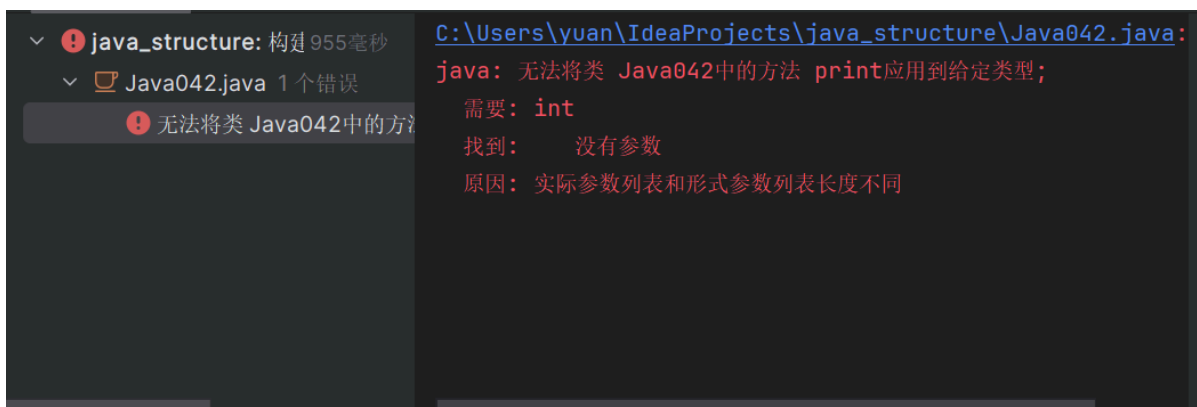 java_structure: 构建 955毫秒
Java042.java 1个错误
无法将类 Java042中的方
C:\Users\yuan\IdeaProjects\java_structure\Java042.java:
java: 无法将类 Java042中的方法 print应用到给定类型;
需要: int
找到:    没有参数
原因: 实际参数列表和形式参数列表长度不同